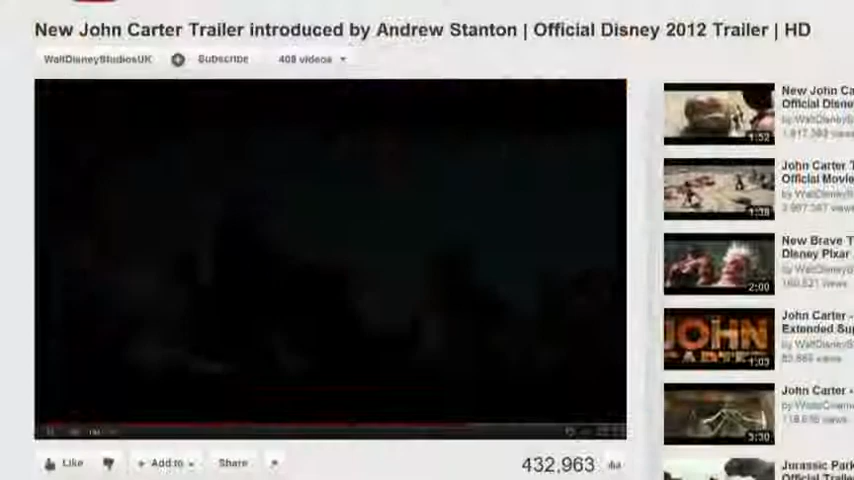 New John Carter Trailer introduced by Andrew Stanton | Official Disney 2012 Trailer | HD
WaltDisneyStudiosUK Subscribe 408 videos
New John Ca
Official Disne
1:52
John Carter T
Official Movie
1:38
New Brave T
Disney Pixar
2:00
JOHN CARTER
John Carter -
Extended Sup
1:03
John Carter -
3:30
Like Add to Share 432,963
Jurassic Park
Official Trailer